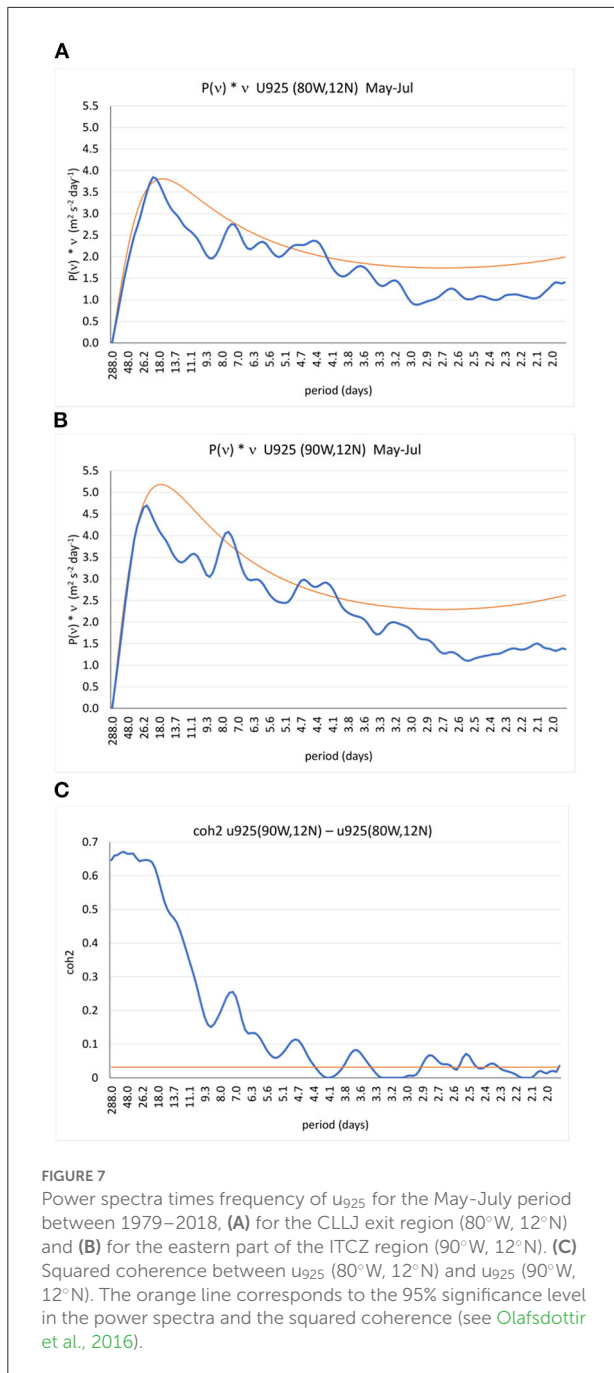 A
P(ν) * ν U925 (80W,12N) May-Jul
P(ν) * ν (m² s⁻² day⁻¹)
5.5
5.0
4.5
4.0
3.5
3.0
2.5
2.0
1.5
1.0
0.5
0.0
288.0 48.0 26.2 18.0 13.7 11.1 9.3 8.0 7.0 6.3 5.6 5.1 4.7 4.4 4.1 3.8 3.6 3.3 3.2 3.0 2.9 2.7 2.6 2.5 2.4 2.3 2.2 2.1 2.0
period (days)
B
P(ν) * ν U925 (90W,12N) May-Jul
P(ν) * ν (m² s⁻² day⁻¹)
5.5
5.0
4.5
4.0
3.5
3.0
2.5
2.0
1.5
1.0
0.5
0.0
288.0 48.0 26.2 18.0 13.7 11.1 9.3 8.0 7.0 6.3 5.6 5.1 4.7 4.4 4.1 3.8 3.6 3.3 3.2 3.0 2.9 2.7 2.6 2.5 2.4 2.3 2.2 2.1 2.0
period (days)
C
coh2 u925(90W,12N) – u925(80W,12N)
coh2
0.7
0.6
0.5
0.4
0.3
0.2
0.1
0
288.0 48.0 26.2 18.0 13.7 11.1 9.3 8.0 7.0 6.3 5.6 5.1 4.7 4.4 4.1 3.8 3.6 3.3 3.2 3.0 2.9 2.7 2.6 2.5 2.4 2.3 2.2 2.1 2.0
period (days)
FIGURE 7
Power spectra times frequency of u₉₂₅ for the May-July period
between 1979–2018, (A) for the CLLJ exit region (80°W, 12°N)
and (B) for the eastern part of the ITCZ region (90°W, 12°N). (C)
Squared coherence between u₉₂₅ (80°W, 12°N) and u₉₂₅ (90°W,
12°N). The orange line corresponds to the 95% significance level
in the power spectra and the squared coherence (see Olafsdottir
et al., 2016).